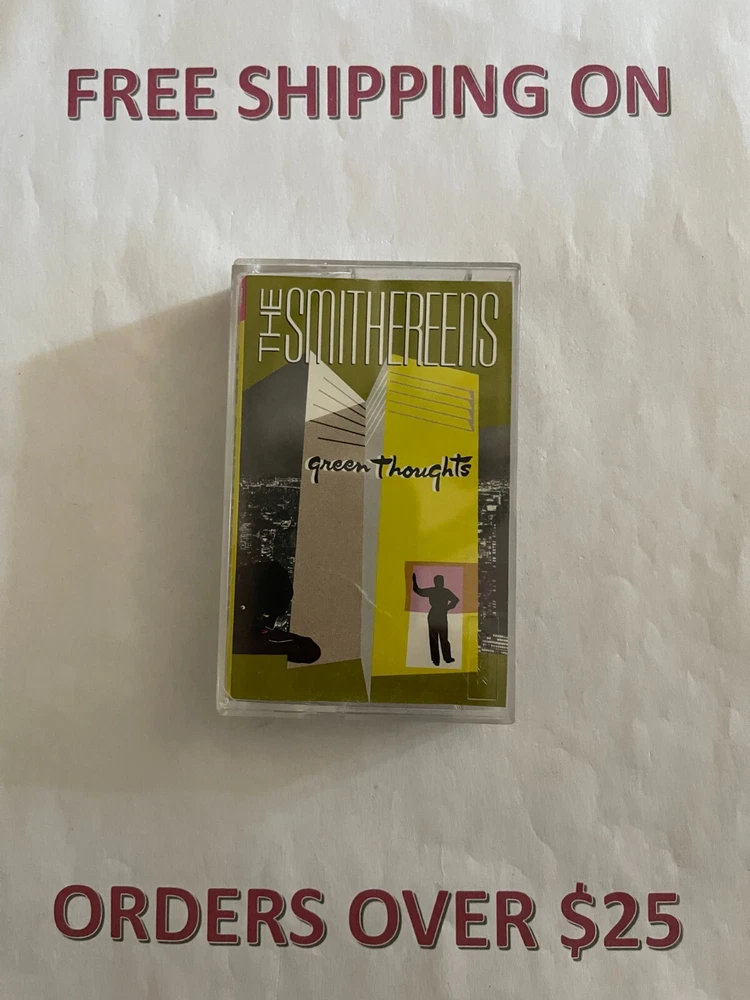 FREE SHIPPING ON
THE SMITHEREENS
green Thoughts
ORDERS OVER $25